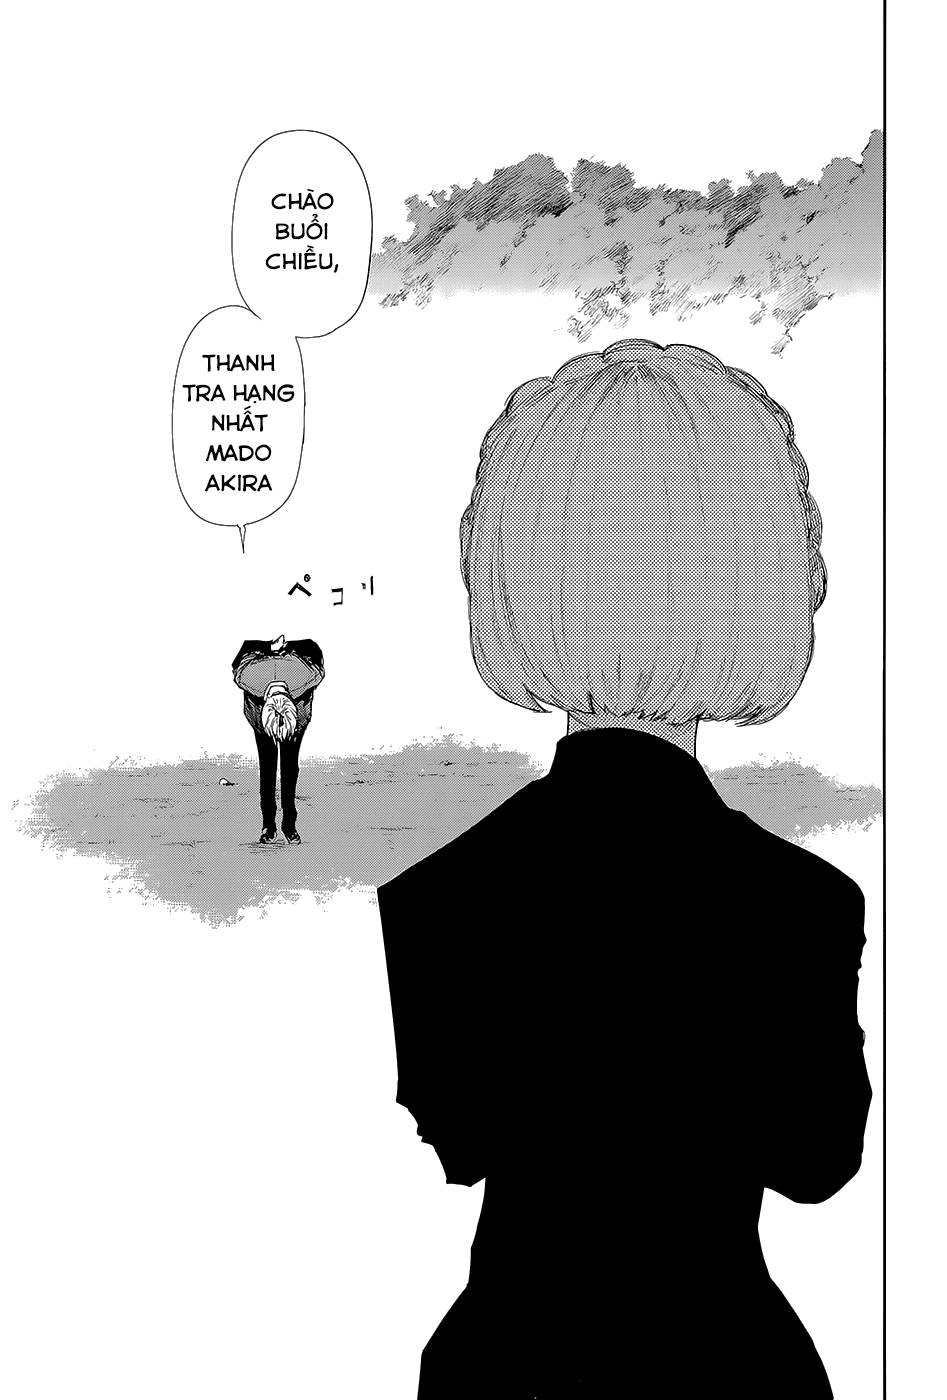 CHÀO
BUỔI
CHIỀU,
THANH
TRA HẠNG
NHẤT
MADO
AKIRA
ペコリ